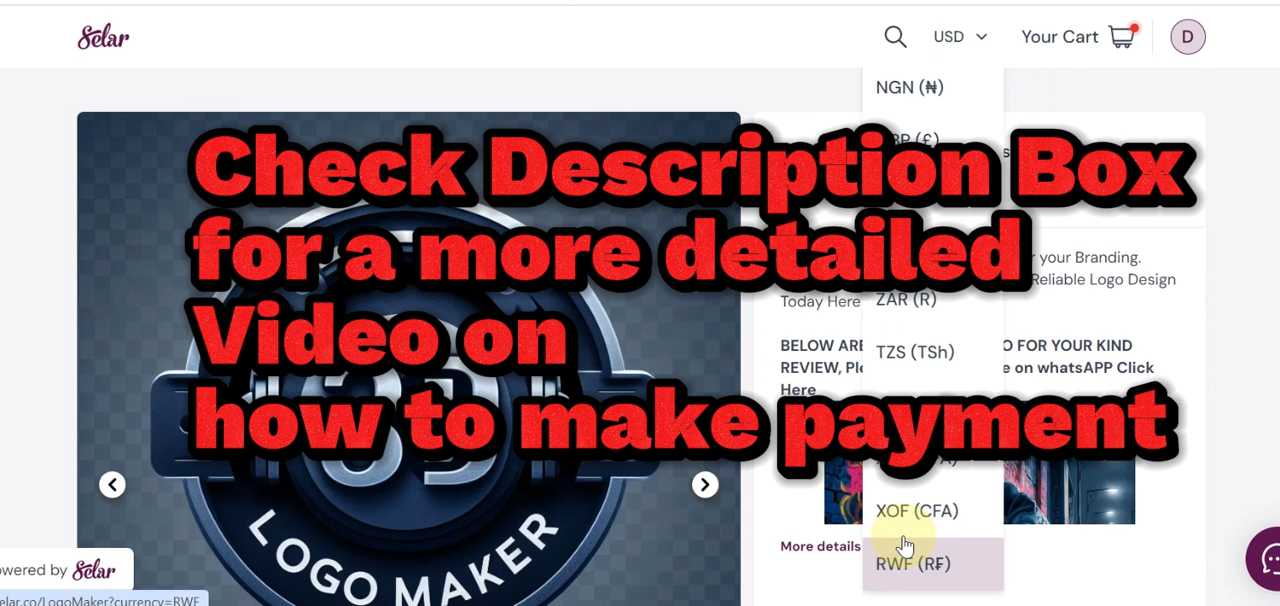 Selar
USD
Your Cart
D
NGN (₦)
Check Description Box
for a more detailed
Video on
how to make payment
your Branding.
Reliable Logo Design
Today Here
ZAR (R)
TZS (TSh)
BELOW ARE
O FOR YOUR KIND
REVIEW,
e on whatsAPP Click
Here
3D
LOGO MAKER
XOF (CFA)
More details
RWF (RF)
powered by Selar
selar.co/LogoMaker?currency=RWF